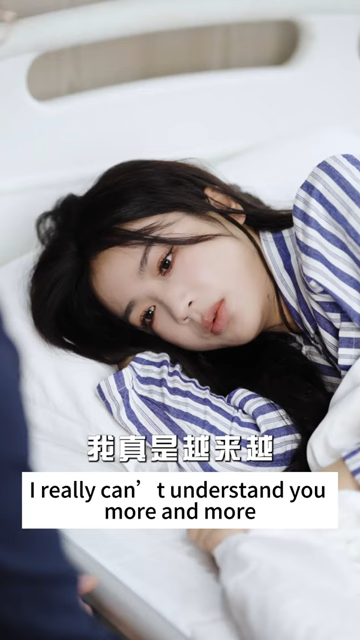 我真是越来越
I really can’t understand you
more and more